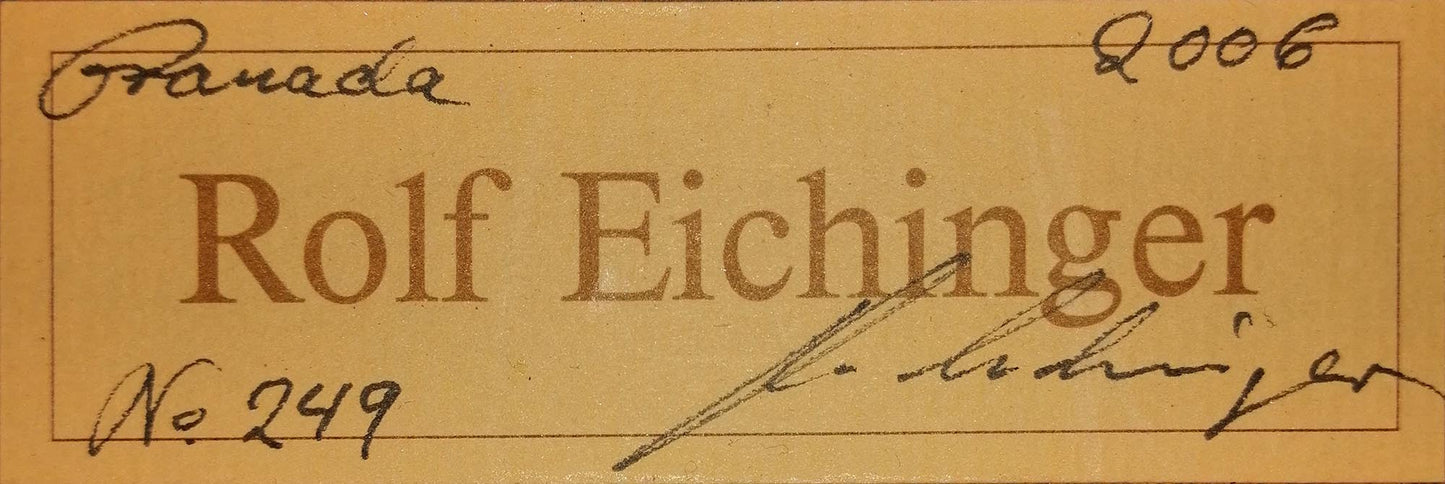 Granada 2006
Rolf Eichinger
No. 249